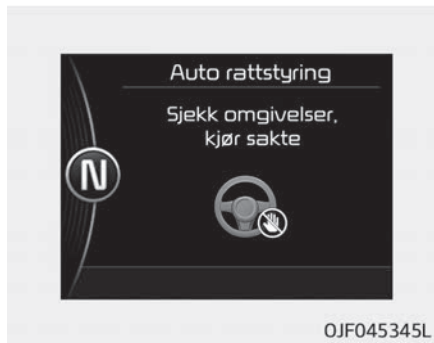 Auto rattstyring
Sjekk omgivelser,
kjør sakte
N
OJF045345L